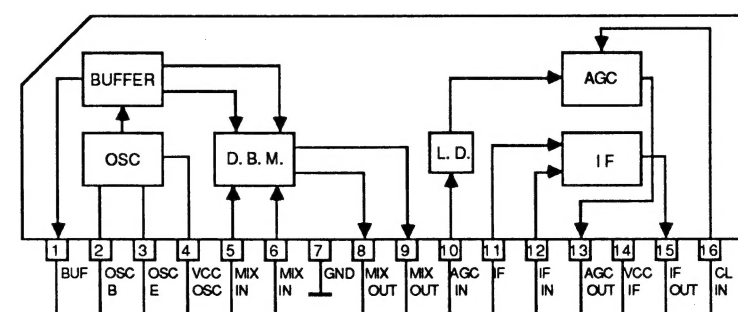 BUFFER
AGC
OSC
D. B. M.
L. D.
IF
1 2 3 4 5 6 7 8 9 10 11 12 13 14 15 16
BUF OSC OSC VCC MIX MIX GND MIX MIX AGC IF IF AGC VCC IF CL
B E OSC IN IN OUT OUT IN IN OUT IF OUT IN